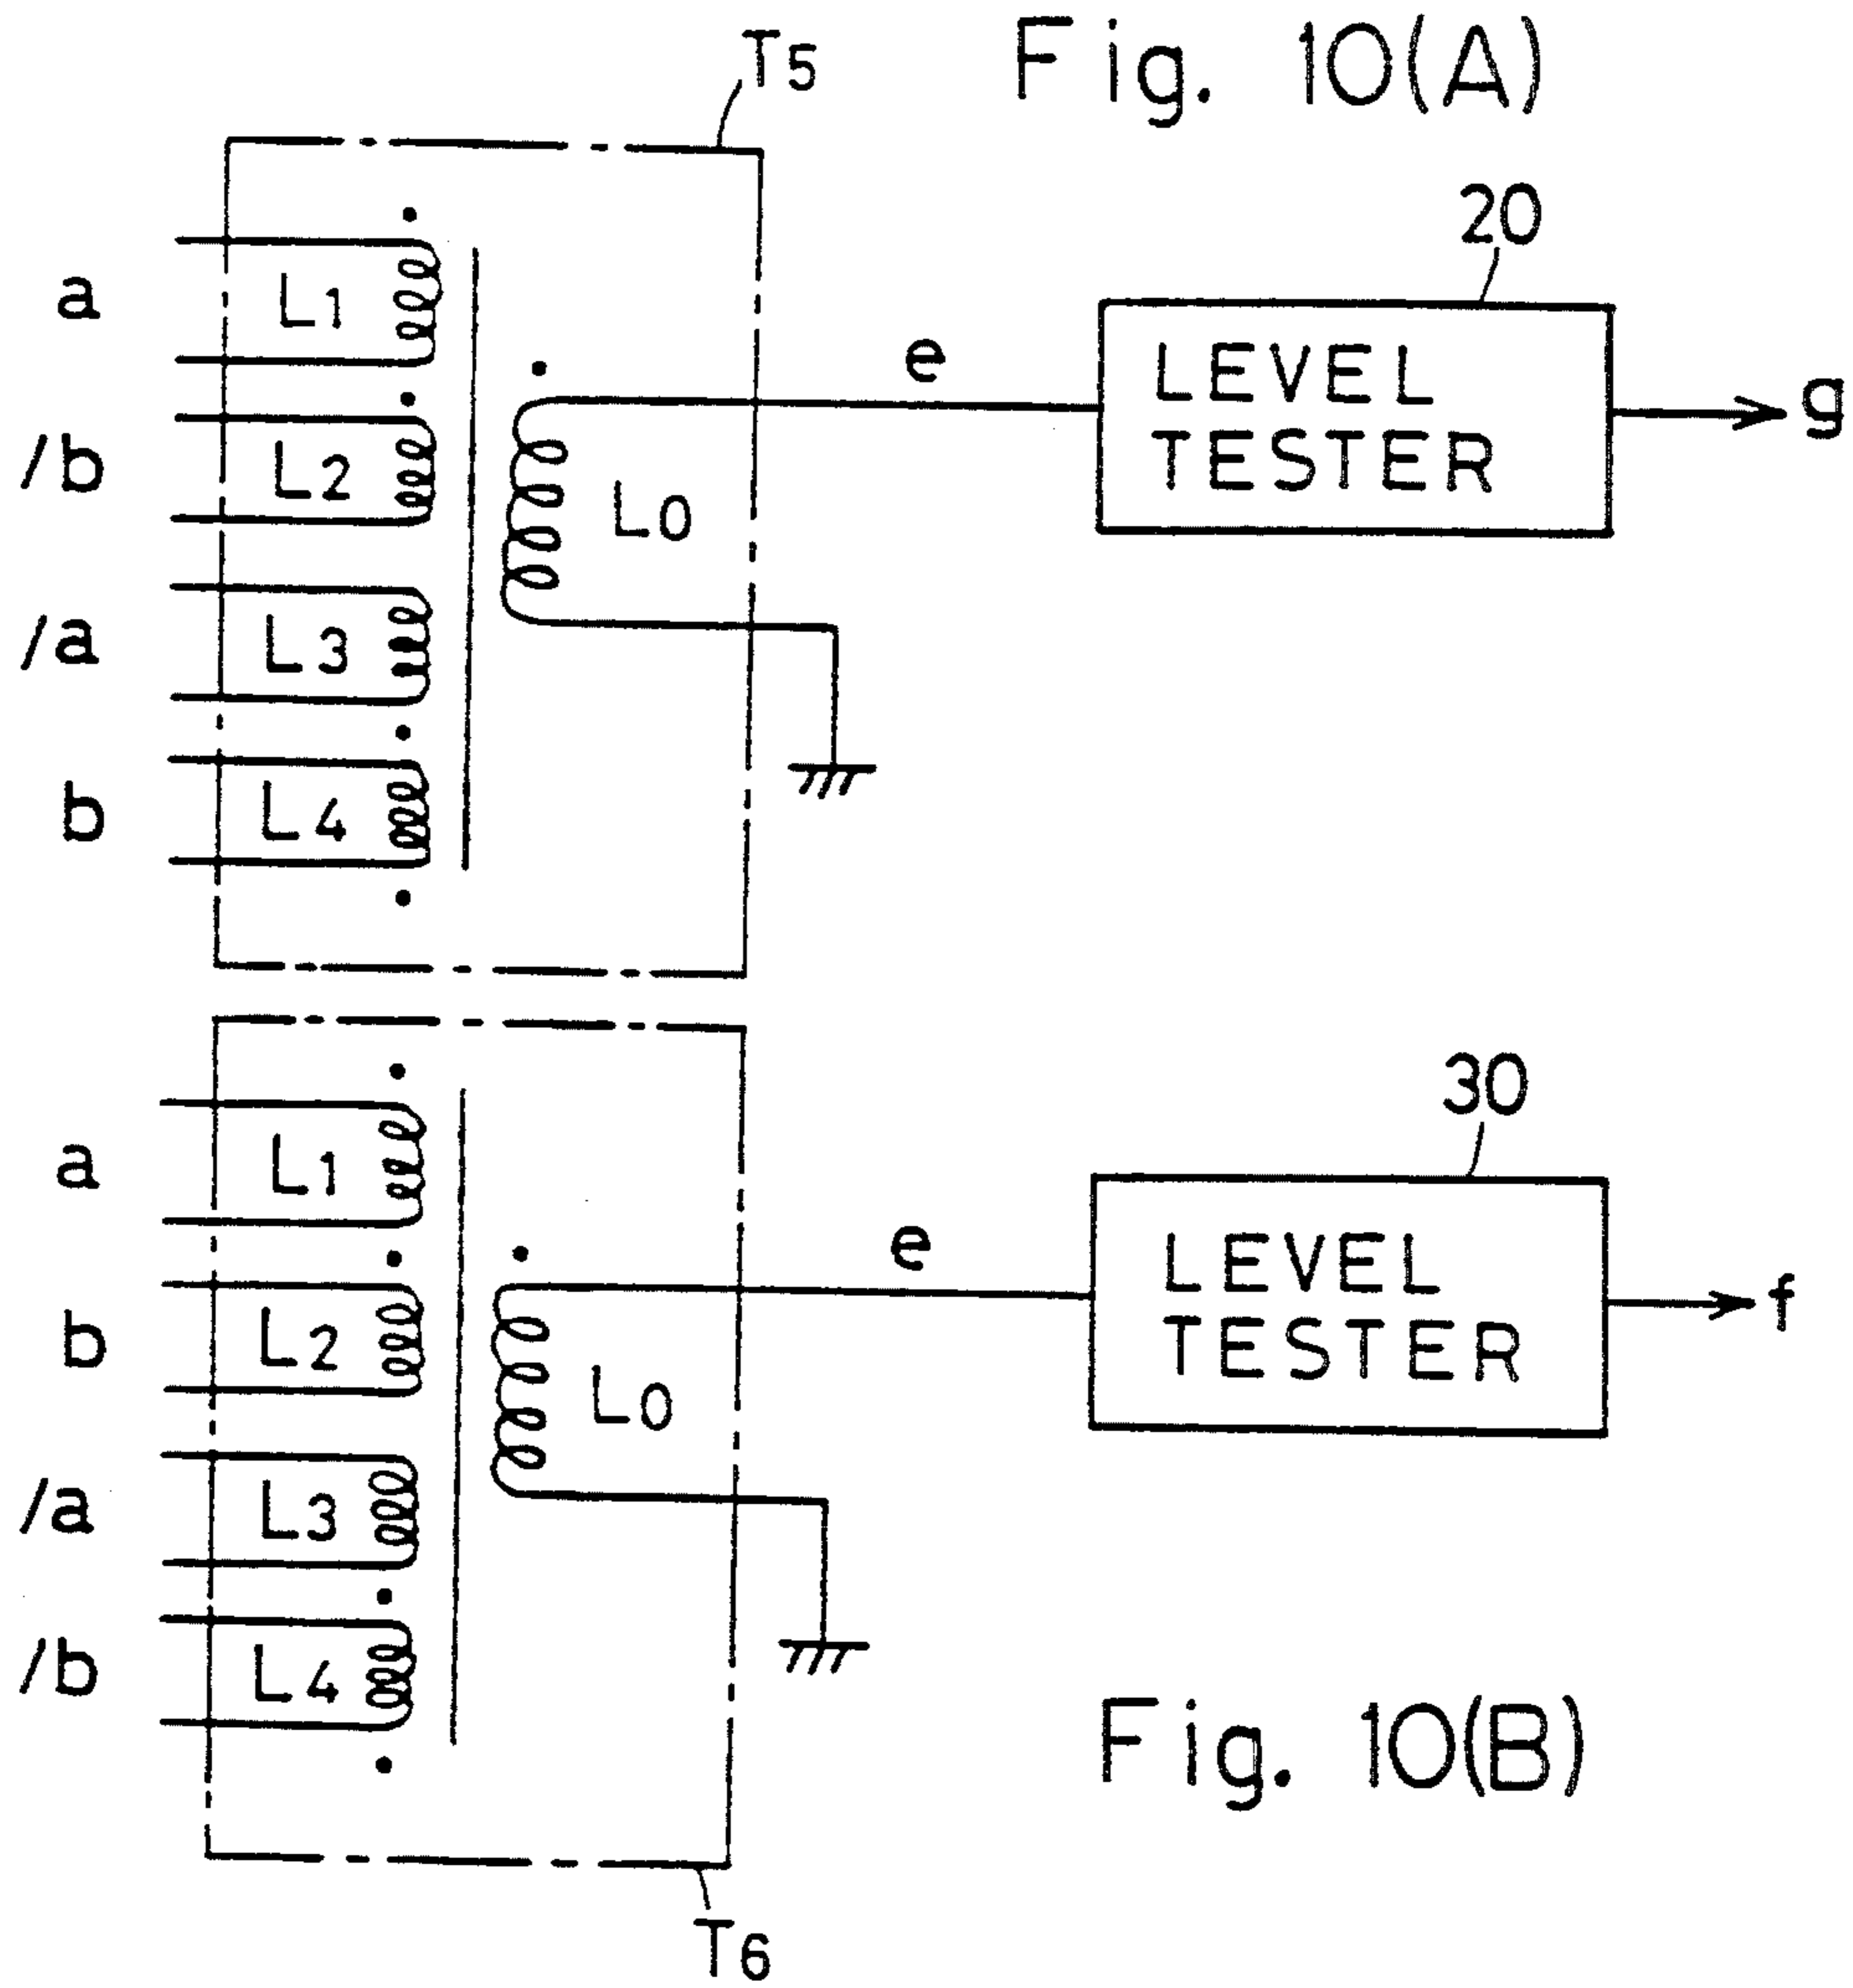 Fig. 10(A)
T5
20
a
L1
/b
L2
/a
L3
b
L4
L0
e
LEVEL
TESTER
g
30
a
L1
b
L2
/a
L3
/b
L4
L0
e
LEVEL
TESTER
f
Fig. 10(B)
T6